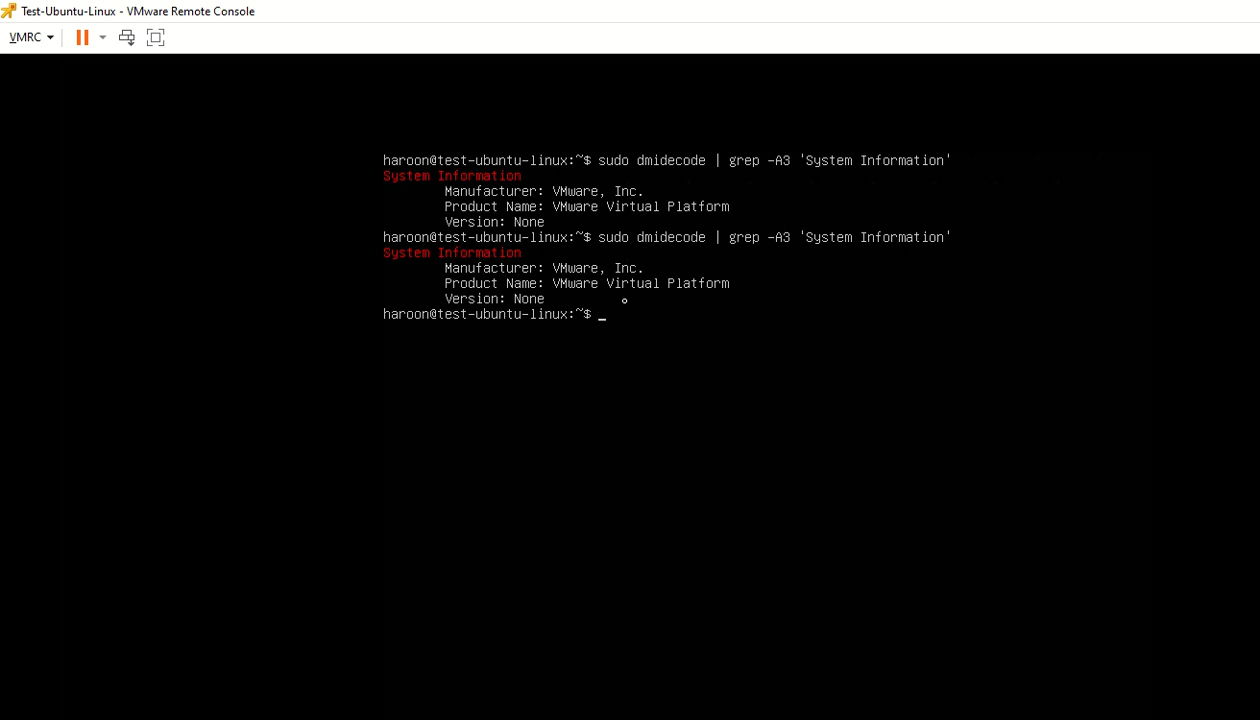 Test-Ubuntu-Linux - VMware Remote Console
VMRC
haroon@test-ubuntu-linux:~$ sudo dmidecode | grep -A3 'System Information'
System Information
        Manufacturer: VMware, Inc.
        Product Name: VMware Virtual Platform
        Version: None
haroon@test-ubuntu-linux:~$ sudo dmidecode | grep -A3 'System Information'
System Information
        Manufacturer: VMware, Inc.
        Product Name: VMware Virtual Platform
        Version: None
haroon@test-ubuntu-linux:~$ _